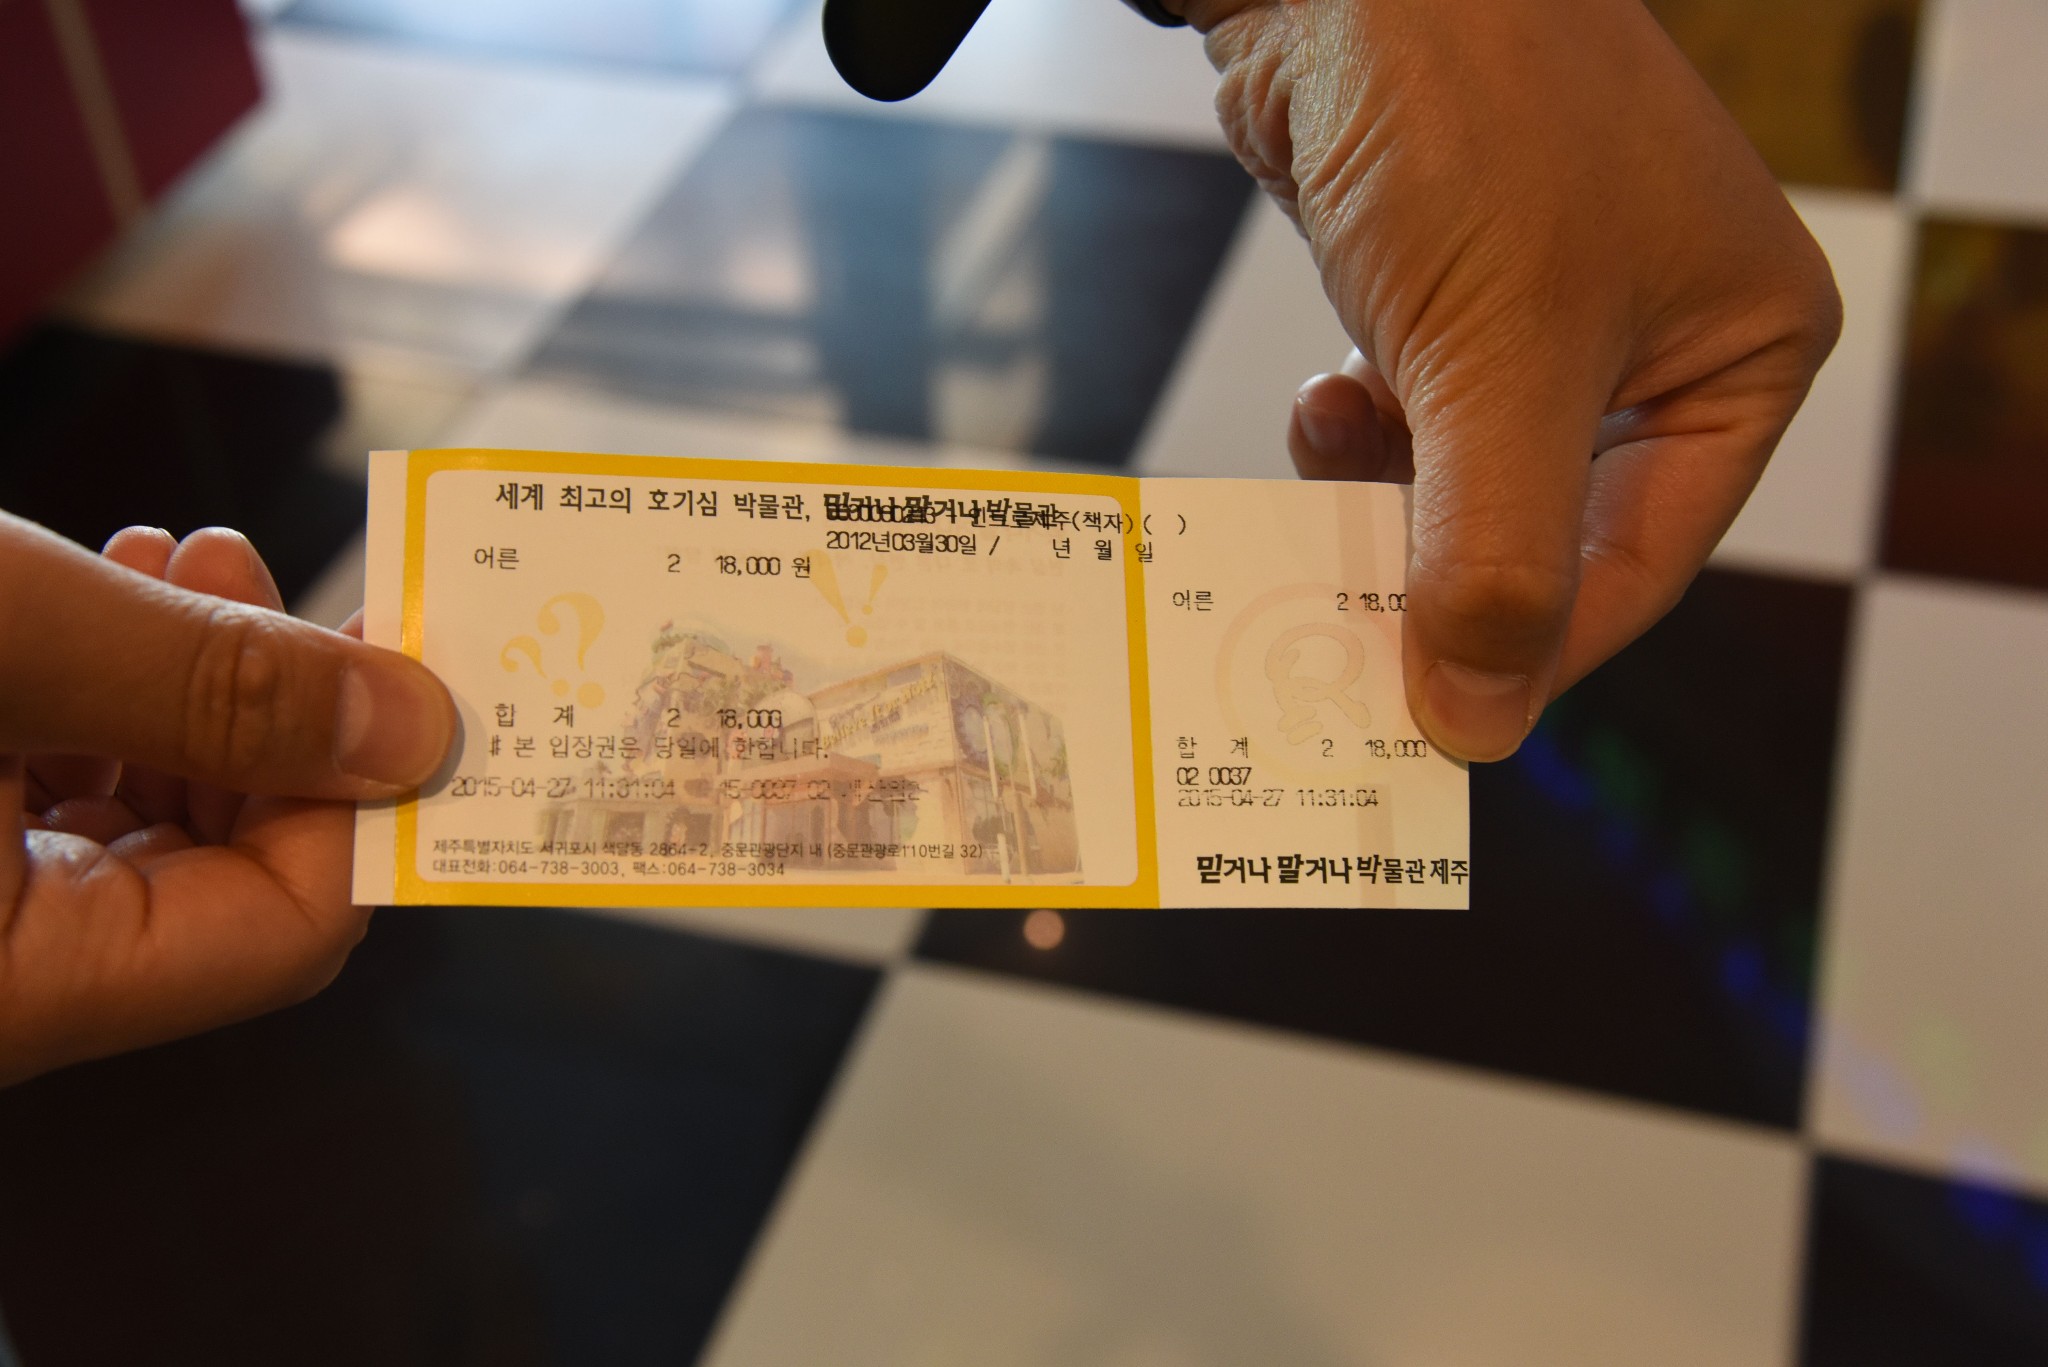 세계 최고의 호기심 박물관, 믿거나 말거나 박물관
제주(책자) ( )
2012년03월30일 / 년 월 일
어른 2 18,000 원
합 계 2 18,000
# 본 입장권은 당일에 한합니다.
2015-04-27 11:31:04 15-0037 02
제주특별자치도 서귀포시 색달동 2864-2, 중문관광단지 내 (중문관광로110번길 32)
대표전화:064-738-3003, 팩스:064-738-3034
어른 2 18,00
합 계 2 18,000
02 0037
2015-04-27 11:31:04
믿거나 말거나 박물관 제주